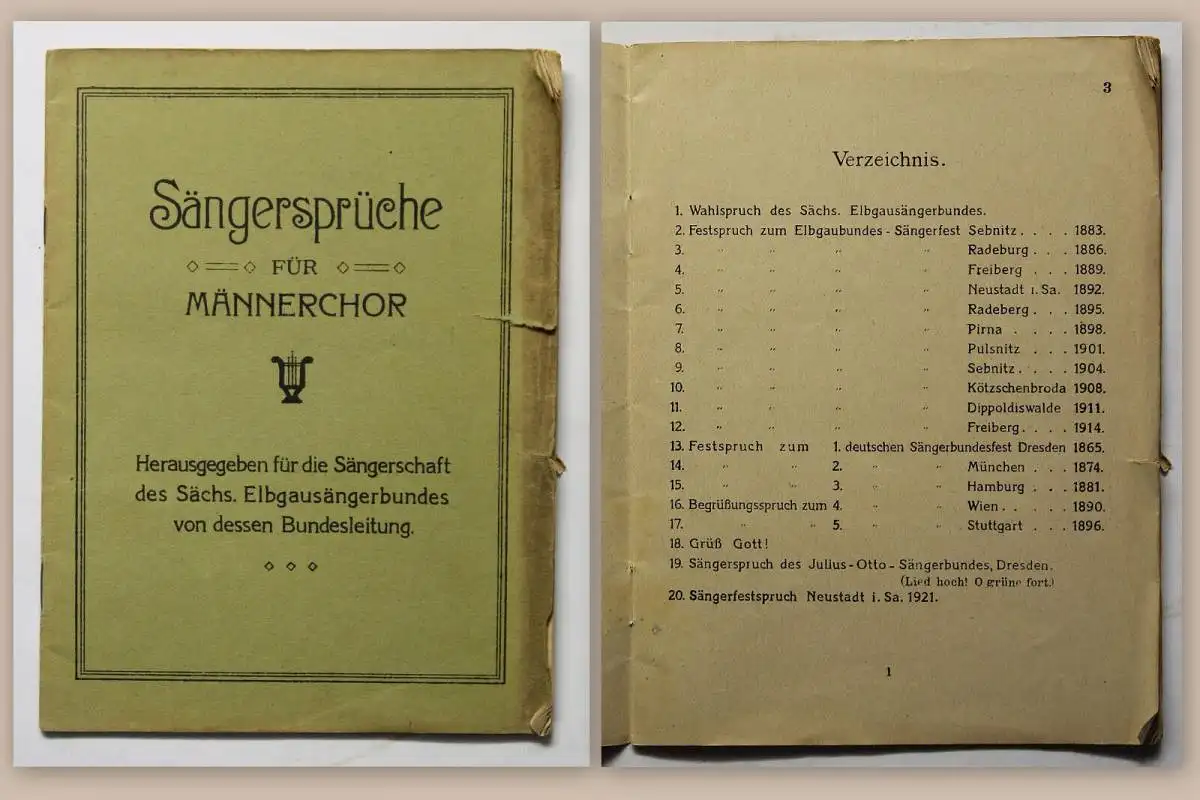 Sängersprüche
FÜR
MÄNNERCHOR
Herausgegeben für die Sängerschaft
des Sächs. Elbgausängerbundes
von dessen Bundesleitung.
3
Verzeichnis.
1. Wahlspruch des Sächs. Elbgausängerbundes.
2. Festspruch zum Elbgaubundes-Sängerfest Sebnitz . . . . 1883.
3. " " " " Radeburg . . . 1886.
4. " " " " Freiberg . . . 1889.
5. " " " " Neustadt i. Sa. 1892.
6. " " " " Radeberg . . . 1895.
7. " " " " Pirna . . . . 1898.
8. " " " " Pulsnitz . . . 1901.
9. " " " " Sebnitz . . . . 1904.
10. " " " " Kötzschenbroda 1908.
11. " " " " Dippoldiswalde 1911.
12. " " " " Freiberg . . . . 1914.
13. Festspruch zum 1. deutschen Sängerbundesfest Dresden 1865.
14. " " 2. " " München . . . 1874.
15. " " 3. " " Hamburg . . . 1881.
16. Begrüßungsspruch zum 4. " " Wien . . . . . 1890.
17. " " 5. " " Stuttgart . . . 1896.
18. Grüß Gott!
19. Sängerspruch des Julius-Otto-Sängerbundes, Dresden.
(Lied hoch! O grüne fort.)
20. Sängerfestspruch Neustadt i. Sa. 1921.
1